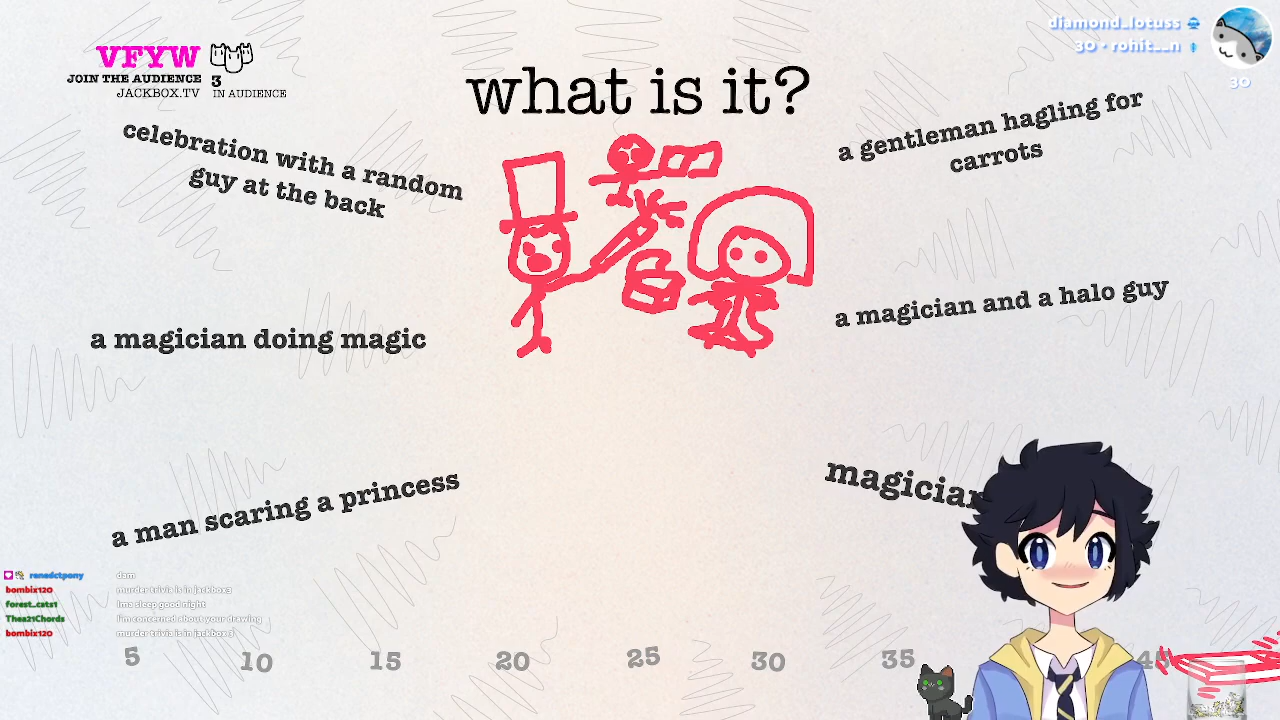 VFYW
JOIN THE AUDIENCE
JACKBOX.TV
3
IN AUDIENCE
what is it?
diamond_lotuss
30 • rohit__n
30
celebration with a random
guy at the back
a gentleman hagling for
carrots
a magician doing magic
a magician and a halo guy
a man scaring a princess
magician
renedctpony dam
bombix120 murder trivia is in jackbox3
forest_cats1 ima sleep good night
Thea21Chords i'm concerned about your drawing
bombix120 murder trivia is in jackbox3
5 10 15 20 25 30 35 45